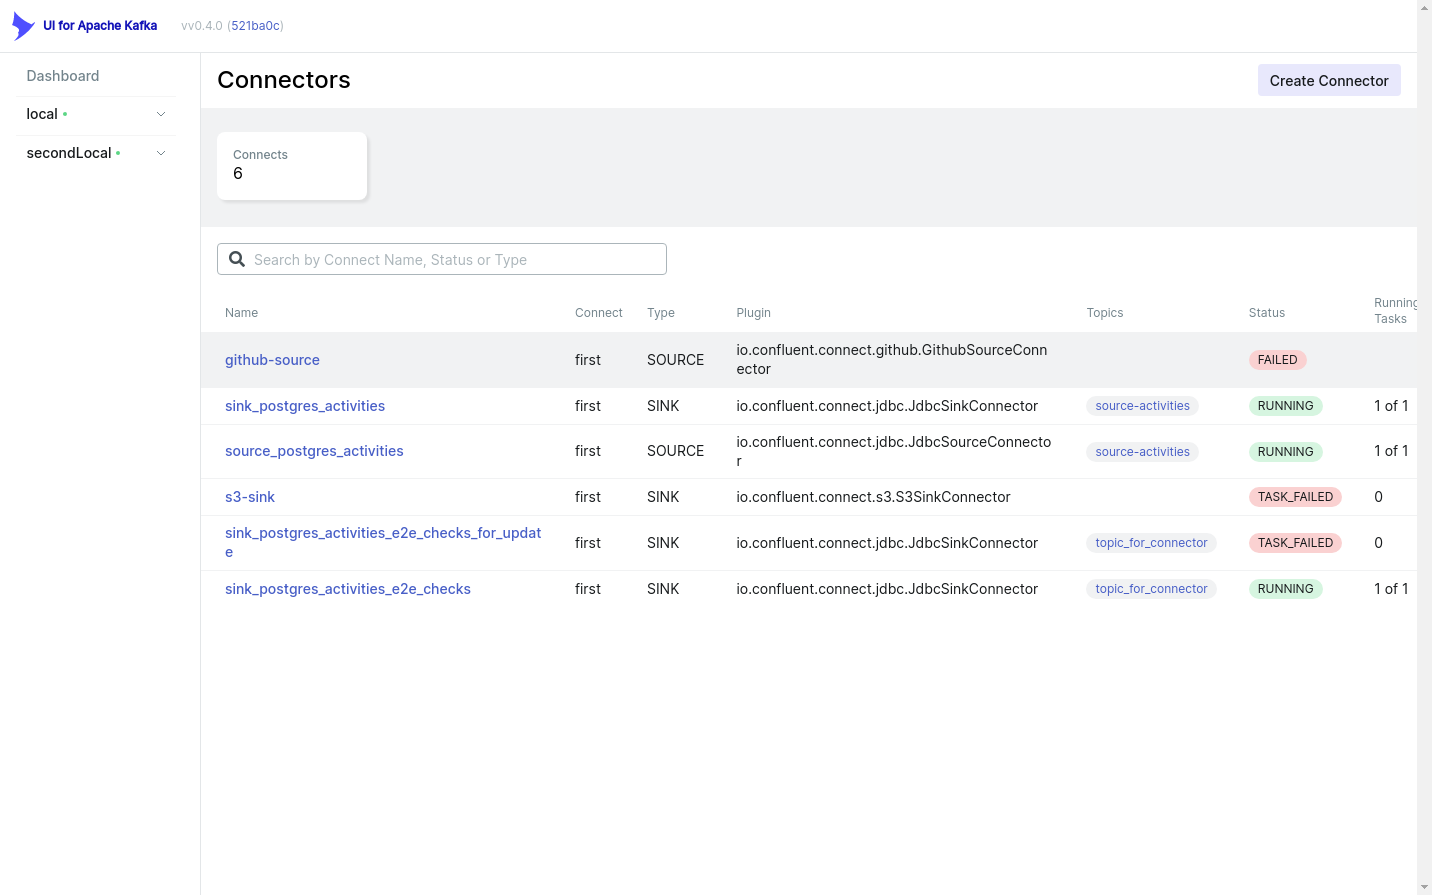 UI for Apache Kafka
vv0.4.0 (521ba0c)
Dashboard
local
secondLocal
Connectors
Create Connector
Connects
6
Search by Connect Name, Status or Type
Name Connect Type Plugin Topics Status Running Tasks
github-source first SOURCE io.confluent.connect.github.GithubSourceConn
ector
FAILED
sink_postgres_activities first SINK io.confluent.connect.jdbc.JdbcSinkConnector source-activities RUNNING 1 of 1
source_postgres_activities first SOURCE io.confluent.connect.jdbc.JdbcSourceConnecto
r
source-activities RUNNING 1 of 1
s3-sink first SINK io.confluent.connect.s3.S3SinkConnector TASK_FAILED 0
sink_postgres_activities_e2e_checks_for_updat
e
first SINK io.confluent.connect.jdbc.JdbcSinkConnector topic_for_connector TASK_FAILED 0
sink_postgres_activities_e2e_checks first SINK io.confluent.connect.jdbc.JdbcSinkConnector topic_for_connector RUNNING 1 of 1